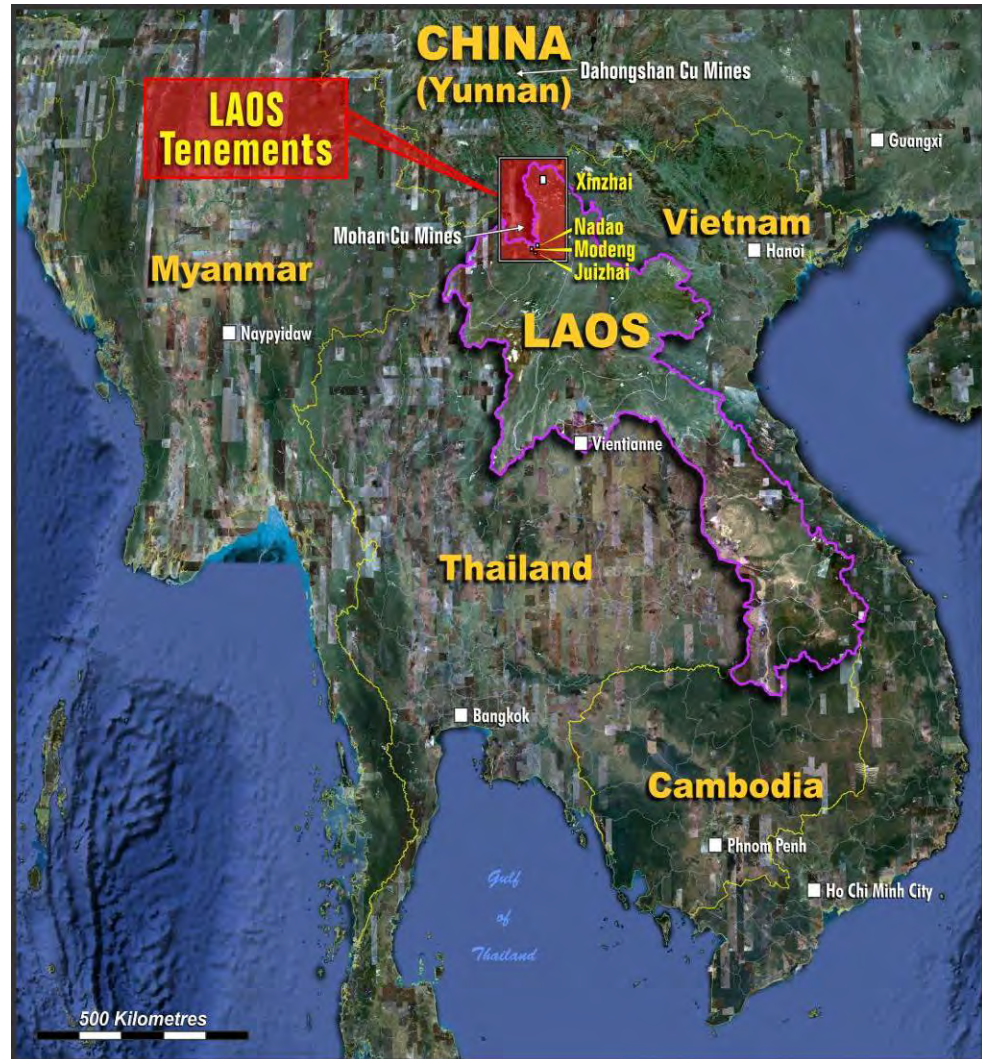 CHINA
(Yunnan)
Dahongshan Cu Mines
LAOS
Tenements
Guangxi
Xinzhai
Mohan Cu Mines
Nadao
Modeng
Juizhai
Vietnam
Hanoi
Myanmar
Naypyidaw
LAOS
Vientianne
Thailand
Bangkok
Cambodia
Phnom Penh
Ho Chi Minh City
Gulf
of
Thailand
500 Kilometres